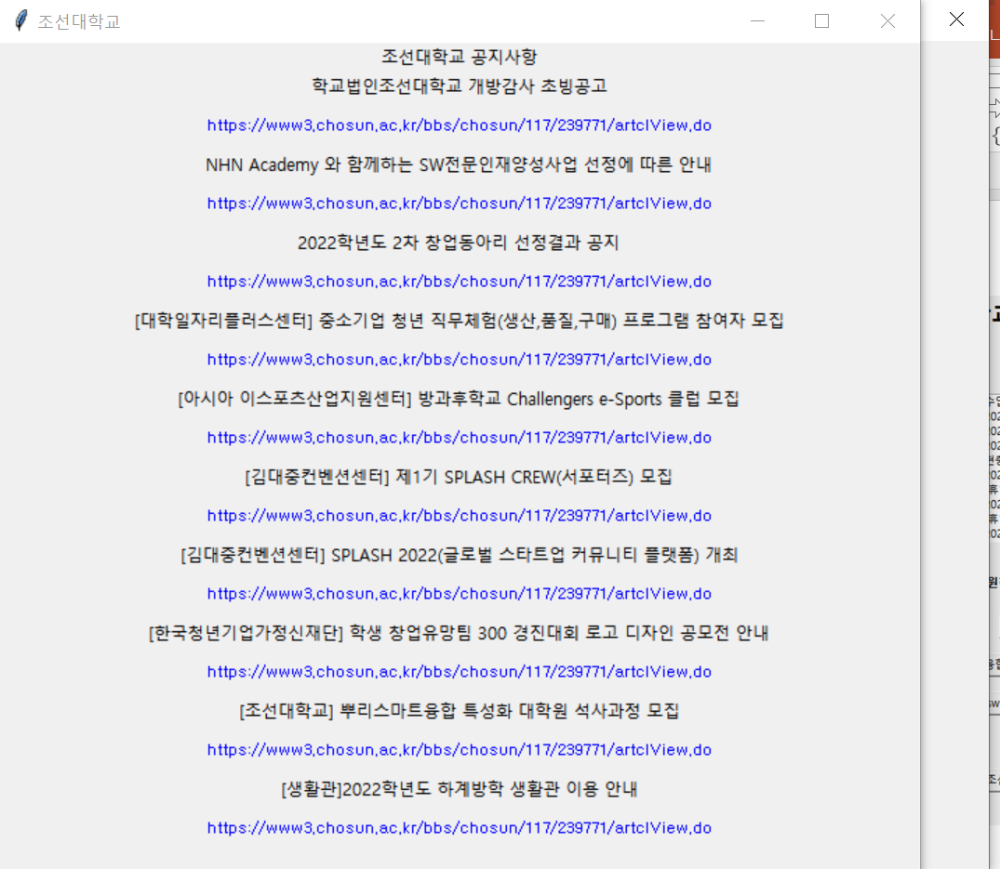 조선대학교
조선대학교 공지사항
학교법인조선대학교 개방감사 초빙공고
https://www3.chosun.ac.kr/bbs/chosun/117/239771/artclView.do
NHN Academy 와 함께하는 SW전문인재양성사업 선정에 따른 안내
https://www3.chosun.ac.kr/bbs/chosun/117/239771/artclView.do
2022학년도 2차 창업동아리 선정결과 공지
https://www3.chosun.ac.kr/bbs/chosun/117/239771/artclView.do
[대학일자리플러스센터] 중소기업 청년 직무체험(생산,품질,구매) 프로그램 참여자 모집
https://www3.chosun.ac.kr/bbs/chosun/117/239771/artclView.do
[아시아 이스포츠산업지원센터] 방과후학교 Challengers e-Sports 클럽 모집
https://www3.chosun.ac.kr/bbs/chosun/117/239771/artclView.do
[김대중컨벤션센터] 제1기 SPLASH CREW(서포터즈) 모집
https://www3.chosun.ac.kr/bbs/chosun/117/239771/artclView.do
[김대중컨벤션센터] SPLASH 2022(글로벌 스타트업 커뮤니티 플랫폼) 개최
https://www3.chosun.ac.kr/bbs/chosun/117/239771/artclView.do
[한국청년기업가정신재단] 학생 창업유망팀 300 경진대회 로고 디자인 공모전 안내
https://www3.chosun.ac.kr/bbs/chosun/117/239771/artclView.do
[조선대학교] 뿌리스마트융합 특성화 대학원 석사과정 모집
https://www3.chosun.ac.kr/bbs/chosun/117/239771/artclView.do
[생활관]2022학년도 하계방학 생활관 이용 안내
https://www3.chosun.ac.kr/bbs/chosun/117/239771/artclView.do